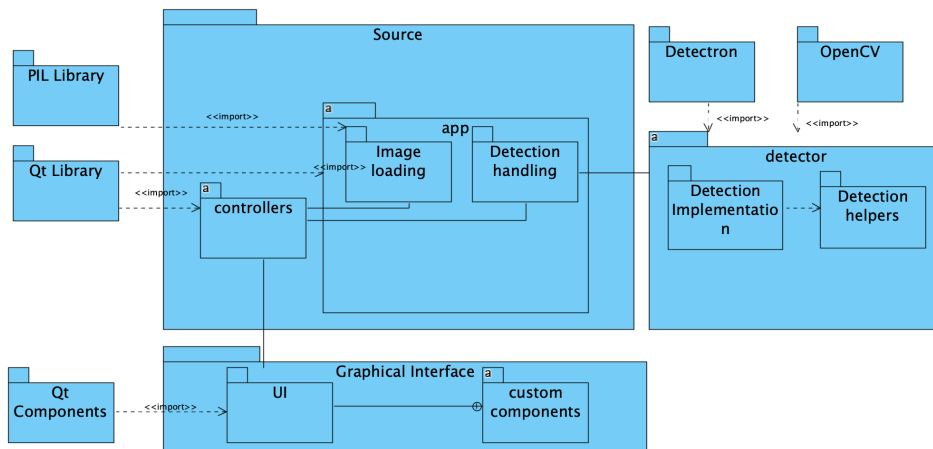 Source
PIL Library
Detectron
OpenCV
<<import>>
<<import>>
<<import>>
a
app
a
detector
Image
loading
Detection
handling
Qt Library
<<import>>
<<import>>
a
controllers
Detection
Implementatio
n
Detection
helpers
Graphical Interface
Qt
Components
<<import>>
UI
a
custom
components